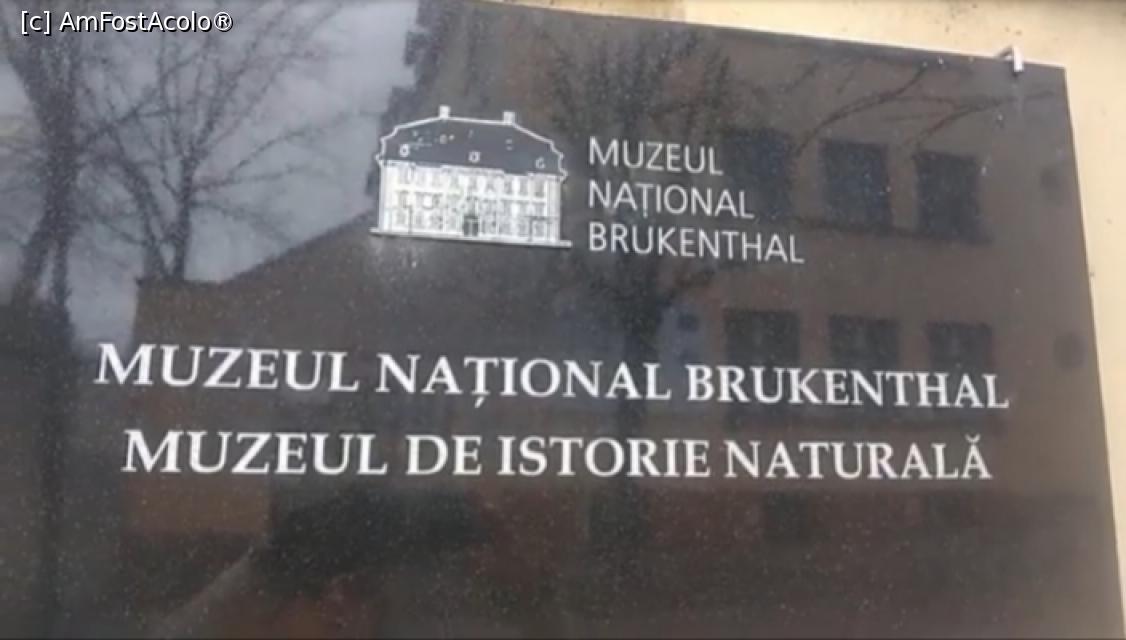 [c] AmFostAcolo®
MUZEUL
NAȚIONAL
BRUKENTHAL
MUZEUL NAȚIONAL BRUKENTHAL
MUZEUL DE ISTORIE NATURALĂ